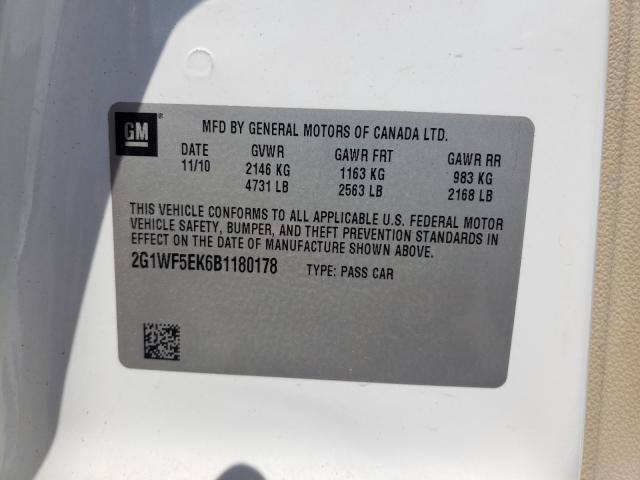 GM ® MFD BY GENERAL MOTORS OF CANADA LTD.
DATE GVWR GAWR FRT GAWR RR
11/10 2146 KG 1163 KG 983 KG
4731 LB 2563 LB 2168 LB
THIS VEHICLE CONFORMS TO ALL APPLICABLE U.S. FEDERAL MOTOR
VEHICLE SAFETY, BUMPER, AND THEFT PREVENTION STANDARDS IN
EFFECT ON THE DATE OF MANUFACTURE SHOWN ABOVE.
2G1WF5EK6B1180178 TYPE: PASS CAR